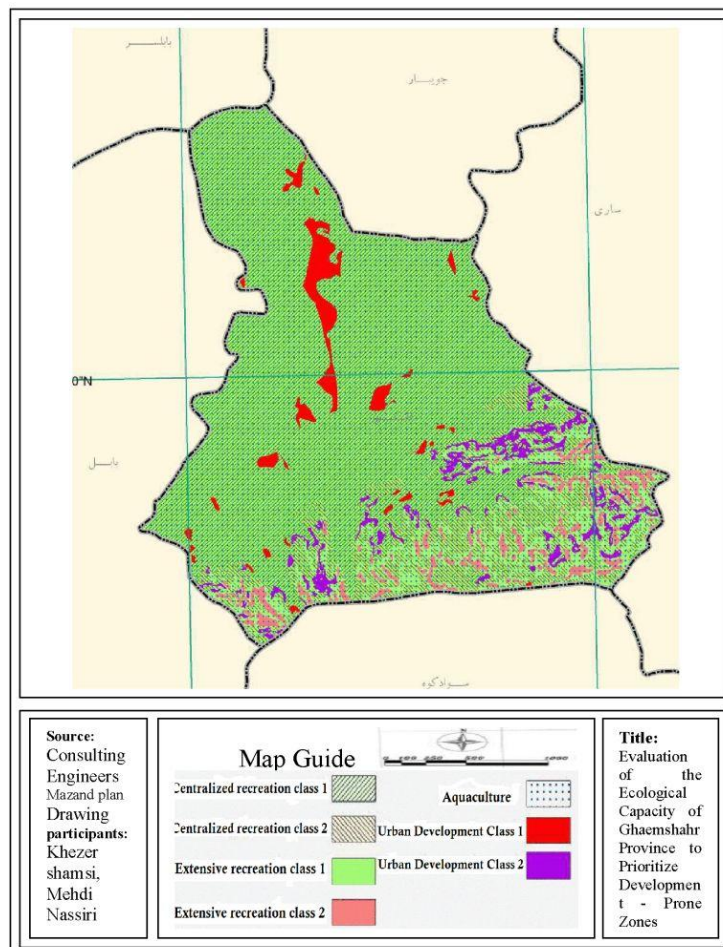 بابلسر
جویبار
ساری
0"N
بابل
سوادکوه
Source:
Consulting
Engineers
Mazand plan
Drawing
participants:
Khezer
shamsi,
Mehdi
Nassiri
Map Guide
Centralized recreation class 1
Centralized recreation class 2
Extensive recreation class 1
Extensive recreation class 2
N
Aquaculture
Urban Development Class 1
Urban Development Class 2
Title:
Evaluation
of the
Ecological
Capacity of
Ghaemshahr
Province to
Prioritize
Developmen
t - Prone
Zones